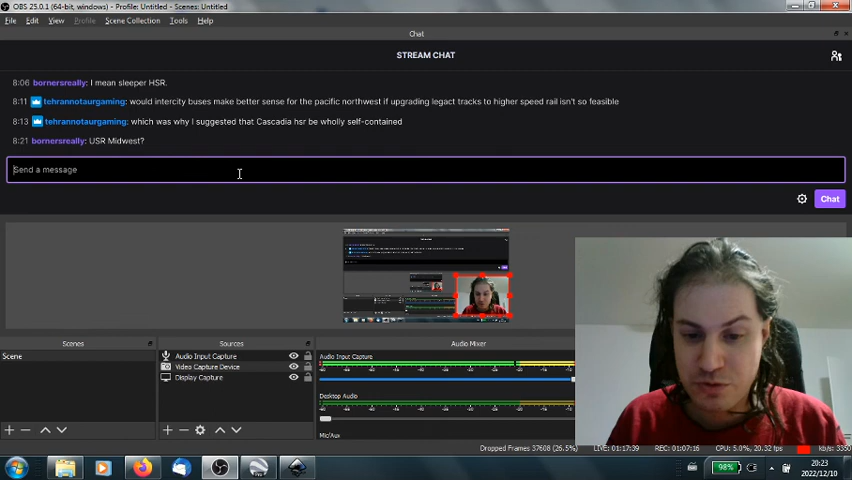 OBS 25.0.1 (64-bit, windows) - Profile: Untitled - Scenes: Untitled
File Edit View Profile Scene Collection Tools Help
Chat
STREAM CHAT
8:06 bornersreally: I mean sleeper HSR.
8:11 tehrannotaurgaming: would intercity buses make better sense for the pacific northwest if upgrading legact tracks to higher speed rail isn't so feasible
8:13 tehrannotaurgaming: which was why I suggested that Cascadia hsr be wholly self-contained
8:21 bornersreally: USR Midwest?
Send a message
Chat
Scenes Sources Audio Mixer
Scene
Audio Input Capture
Video Capture Device
Display Capture
Audio Input Capture
Desktop Audio
Mic/Aux
Dropped Frames 37608 (26.5%) LIVE: 01:17:39 REC: 01:07:16 CPU: 5.0%, 20.32 fps kb/s: 3350
98% 20:23
2022/12/10